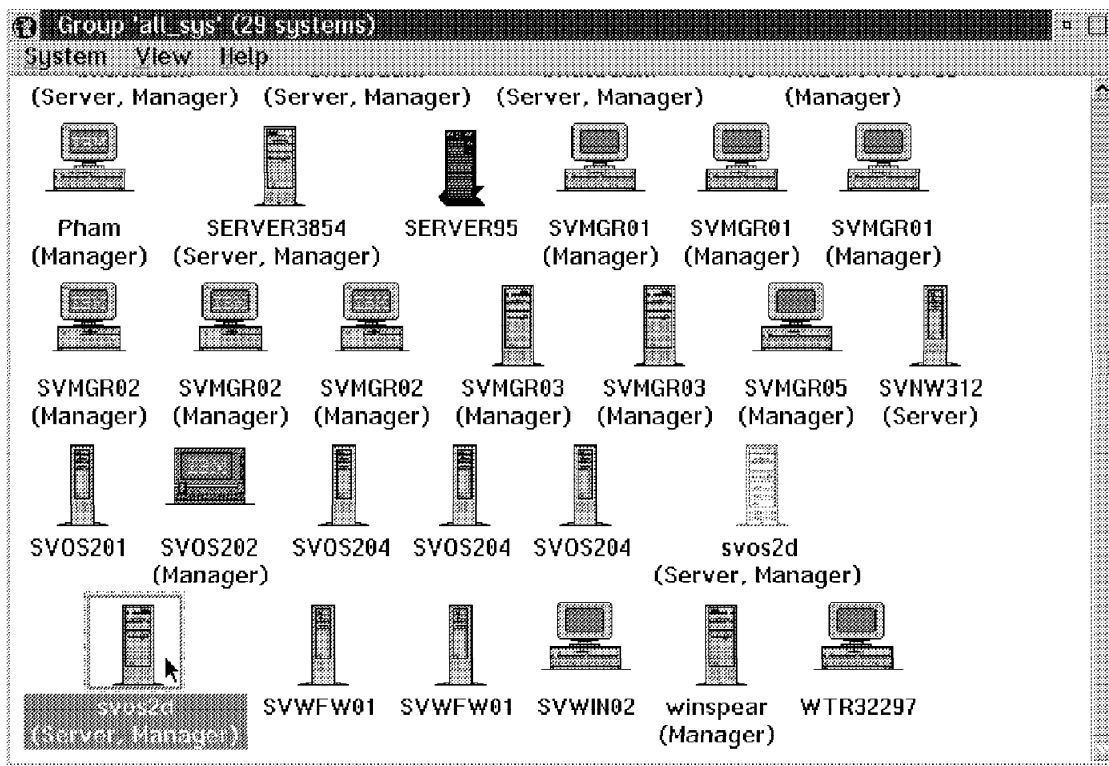 Group 'all_sys' (29 systems)
System View Help
(Server, Manager) (Server, Manager) (Server, Manager) (Manager)
Pham SERVER3854 SERVER95 SVMGR01 SVMGR01 SVMGR01
(Manager) (Server, Manager) (Manager) (Manager) (Manager)
SVMGR02 SVMGR02 SVMGR02 SVMGR03 SVMGR03 SVMGR05 SVNW312
(Manager) (Manager) (Manager) (Manager) (Manager) (Manager) (Server)
SVOS201 SVOS202 SVOS204 SVOS204 SVOS204 svos2d
(Manager) (Server, Manager)
svos2d SVWFW01 SVWFW01 SVWIN02 winspear WTR32297
(Server, Manager) (Manager)